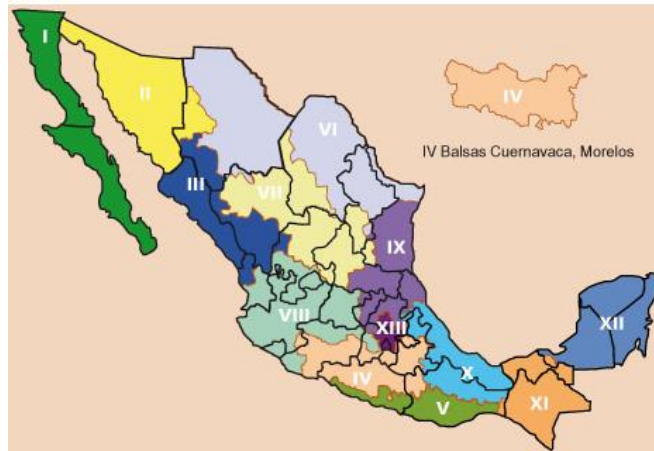 I
II
VI
IV
IV Balsas Cuernavaca, Morelos
III
VII
IX
VIII
XIII
XII
IV
X
V
XI